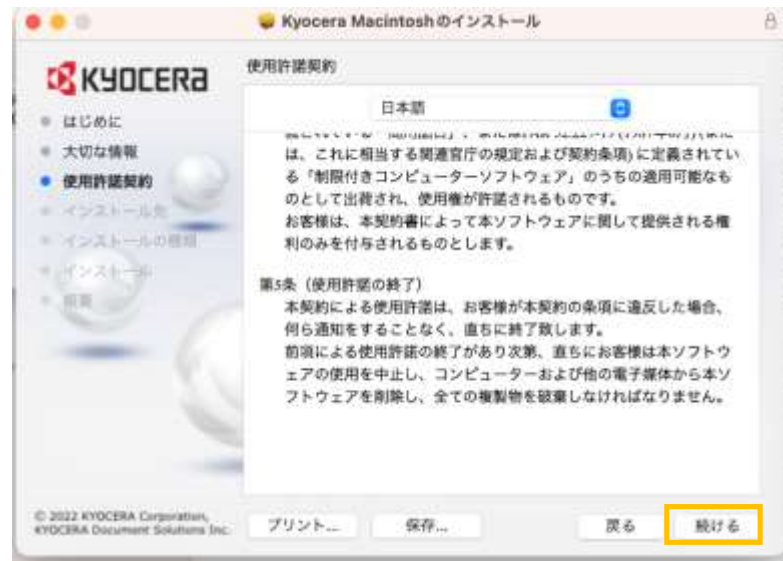 Kyocera Macintoshのインストール
KYOCERA
使用許諾契約
日本語
はじめに
大切な情報
使用許諾契約
インストール先
インストールの種類
インストール
概要
は、これに相当する関連官庁の規定および契約条項) に定義されてい
る「制限付きコンピューターソフトウェア」のうちの適用可能なも
のとして出荷され、使用権が許諾されるものです。
お客様は、本契約書によって本ソフトウェアに関して提供される権
利のみを付与されるものとします。
第5条（使用許諾の終了）
本契約による使用許諾は、お客様が本契約の条項に違反した場合、
何ら通知をすることなく、直ちに終了致します。
前項による使用許諾の終了があり次第、直ちにお客様は本ソフトウ
ェアの使用を中止し、コンピューターおよび他の電子媒体から本ソ
フトウェアを削除し、全ての複製物を破棄しなければなりません。
© 2022 KYOCERA Corporation,
KYOCERA Document Solutions Inc.
プリント...
保存...
戻る
続ける